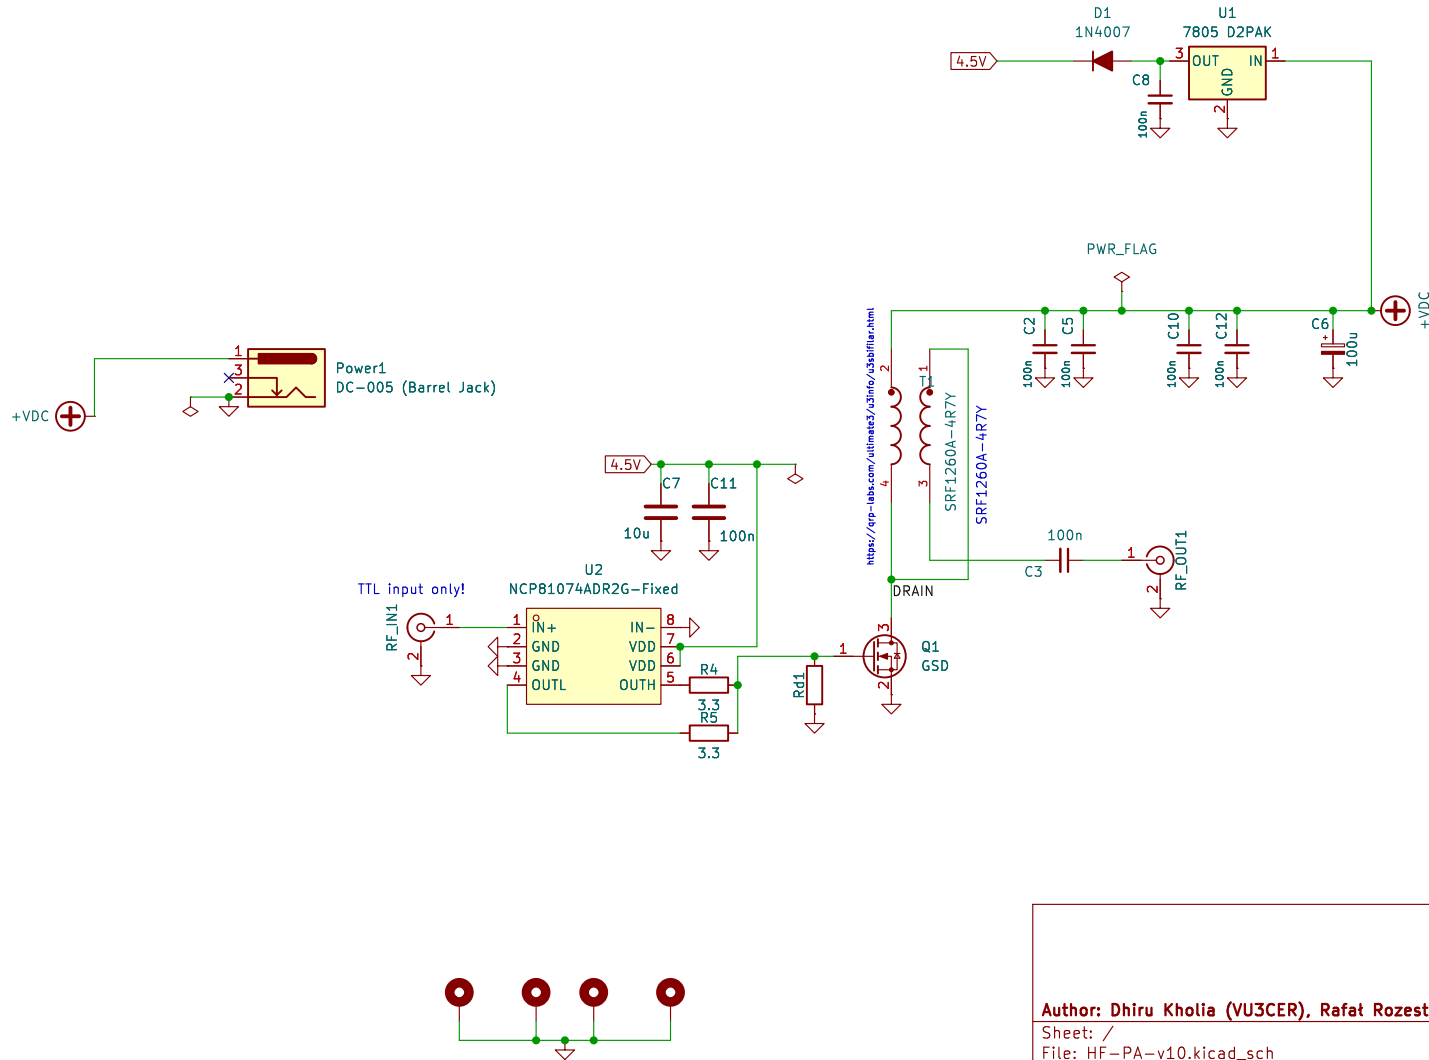 D1
1N4007
U1
7805 D2PAK
4.5V
3
OUT
IN
1
GND
2
C8
100n
PWR_FLAG
+VDC
C2
100n
C5
100n
C10
100n
C12
100n
C6
+
100u
https://qrp-labs.com/ultimate3/u3info/u3sbifilar.html
2
1
T1
4
3
SRF1260A-4R7Y
SRF1260A-4R7Y
1
3
2
Power1
DC-005 (Barrel Jack)
+VDC
4.5V
C7
10u
C11
100n
100n
C3
1
2
RF_OUT1
DRAIN
U2
NCP81074ADR2G-Fixed
TTL input only!
RF_IN1
1
2
1
IN+
2
GND
3
GND
4
OUTL
IN-
8
VDD
7
VDD
6
OUTH
5
R4
3.3
R5
3.3
Rd1
1
3
2
Q1
GSD
Author: Dhiru Kholia (VU3CER), Rafał Rozest
Sheet: /
File: HF-PA-v10.kicad_sch